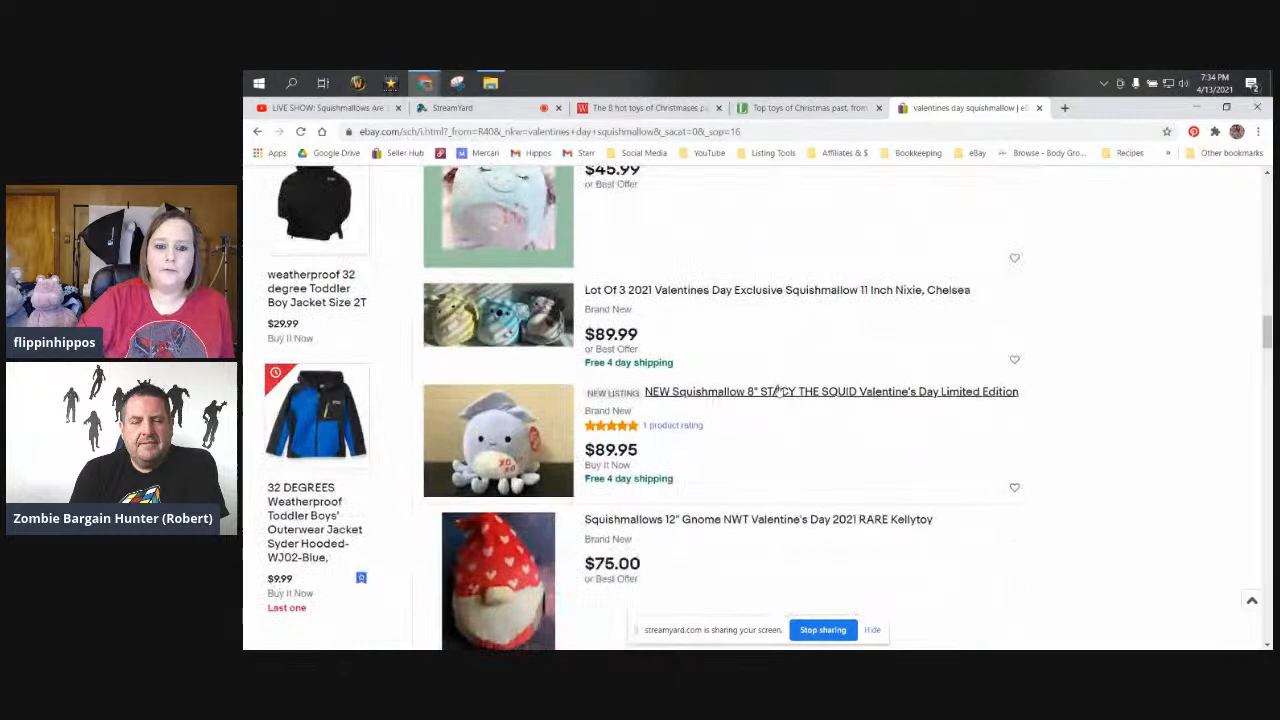 7:34 PM
4/13/2021
LIVE SHOW: Squishmallows Are
StreamYard
The 8 hot toys of Christmases pa
Top toys of Christmas past, from
valentines day squishmallow | eB
ebay.com/sch/i.html?_from=R40&_nkw=valentines+day+squishmallow&_sacat=0&_sop=16
Apps
Google Drive
Seller Hub
Mercari
Hippos
Starr
Social Media
YouTube
Listing Tools
Affiliates & $
Bookkeeping
eBay
Browse - Body Gro...
Recipes
»
Other bookmarks
$45.99
or Best Offer
weatherproof 32
degree Toddler
Boy Jacket Size 2T
$29.99
Buy It Now
Lot Of 3 2021 Valentines Day Exclusive Squishmallow 11 Inch Nixie, Chelsea
Brand New
$89.99
or Best Offer
Free 4 day shipping
NEW LISTING NEW Squishmallow 8" STACY THE SQUID Valentine's Day Limited Edition
Brand New
1 product rating
$89.95
Buy It Now
Free 4 day shipping
XO
XO
32 DEGREES
Weatherproof
Toddler Boys'
Outerwear Jacket
Syder Hooded-
WJ02-Blue,
$9.99
Buy It Now
Last one
Squishmallows 12" Gnome NWT Valentine's Day 2021 RARE Kellytoy
Brand New
$75.00
or Best Offer
streamyard.com is sharing your screen.
Stop sharing
Hide
flippinhippos
Zombie Bargain Hunter (Robert)